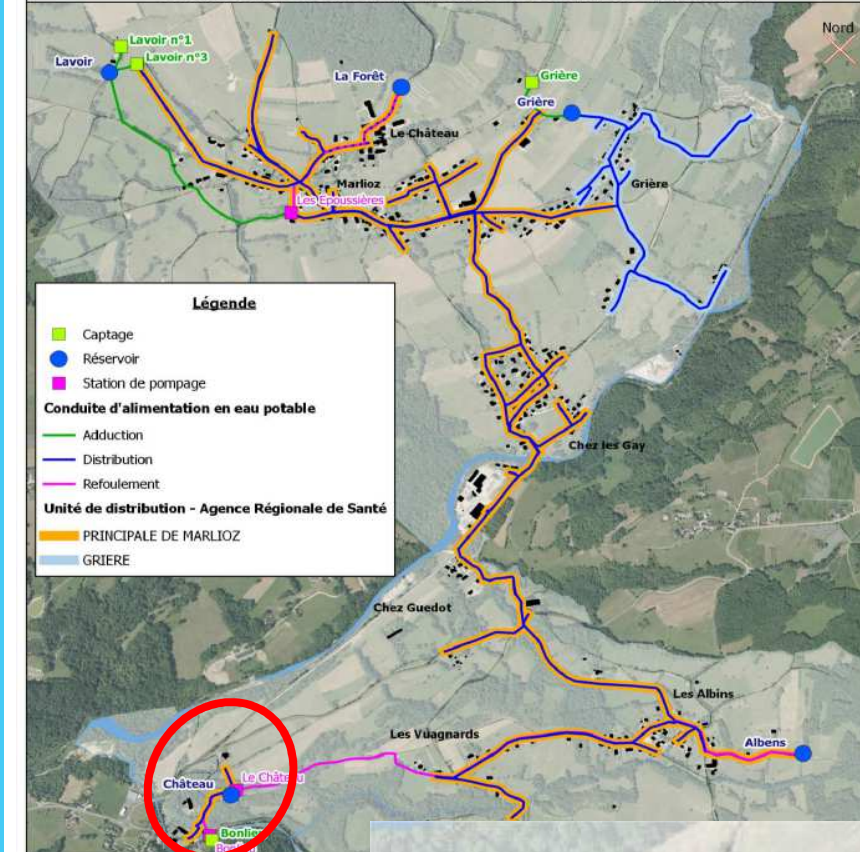 Nord
Lavoir n°1
Lavoir n°3
Lavoir
La Forêt
Grière
Grière
Le Château
Marlioz
Grière
Les Epoussières
Légende
Captage
Réservoir
Station de pompage
Conduite d'alimentation en eau potable
Adduction
Distribution
Refoulement
Unité de distribution - Agence Régionale de Santé
PRINCIPALE DE MARLIOZ
GRIERE
Chez les Gay
Chez Guedot
Les Albins
Les Vuagnards
Albens
Château
Le Château
Bonlieu